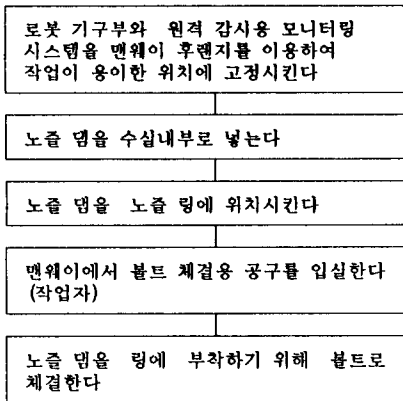 로봇 기구부와 원격 감시용 모니터링
시스템을 맨웨이 후랜지를 이용하여
작업이 용이한 위치에 고정시킨다
노즐 댐을 수실내부로 넣는다
노즐 댐을 노즐 링에 위치시킨다
맨웨이에서 볼트 체결용 공구를 입실한다
(작업자)
노즐 댐을 링에 부착하기 위해 볼트로
체결한다